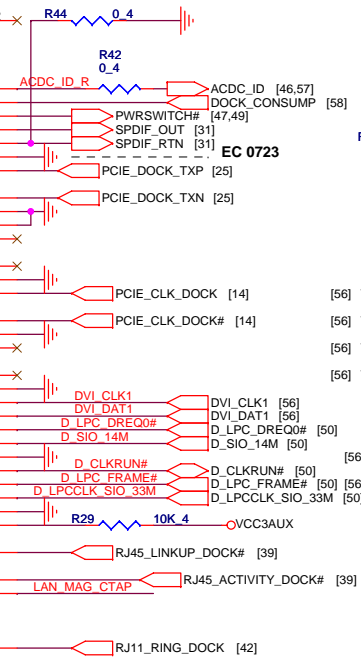 R44 0_4
R42
0_4
ACDC_ID_R
ACDC_ID [46,57]
DOCK_CONSUMP [58]
PWRSWITCH# [47,49]
SPDIF_OUT [31]
SPDIF_RTN [31]
EC 0723
PCIE_DOCK_TXP [25]
PCIE_DOCK_TXN [25]
PCIE_CLK_DOCK [14] [56]
PCIE_CLK_DOCK# [14] [56]
[56]
[56]
DVI_CLK1 DVI_CLK1 [56]
DVI_DAT1 DVI_DAT1 [56]
D_LPC_DREQ0# D_LPC_DREQ0# [50]
D_SIO_14M D_SIO_14M [50]
[56
D_CLKRUN# D_CLKRUN# [50]
D_LPC_FRAME# D_LPC_FRAME# [50] [56
D_LPCCLK_SIO_33M D_LPCCLK_SIO_33M [50
R29 10K_4 VCC3AUX
RJ45_LINKUP_DOCK# [39]
RJ45_ACTIVITY_DOCK# [39]
LAN_MAG_CTAP
RJ11_RING_DOCK [42]